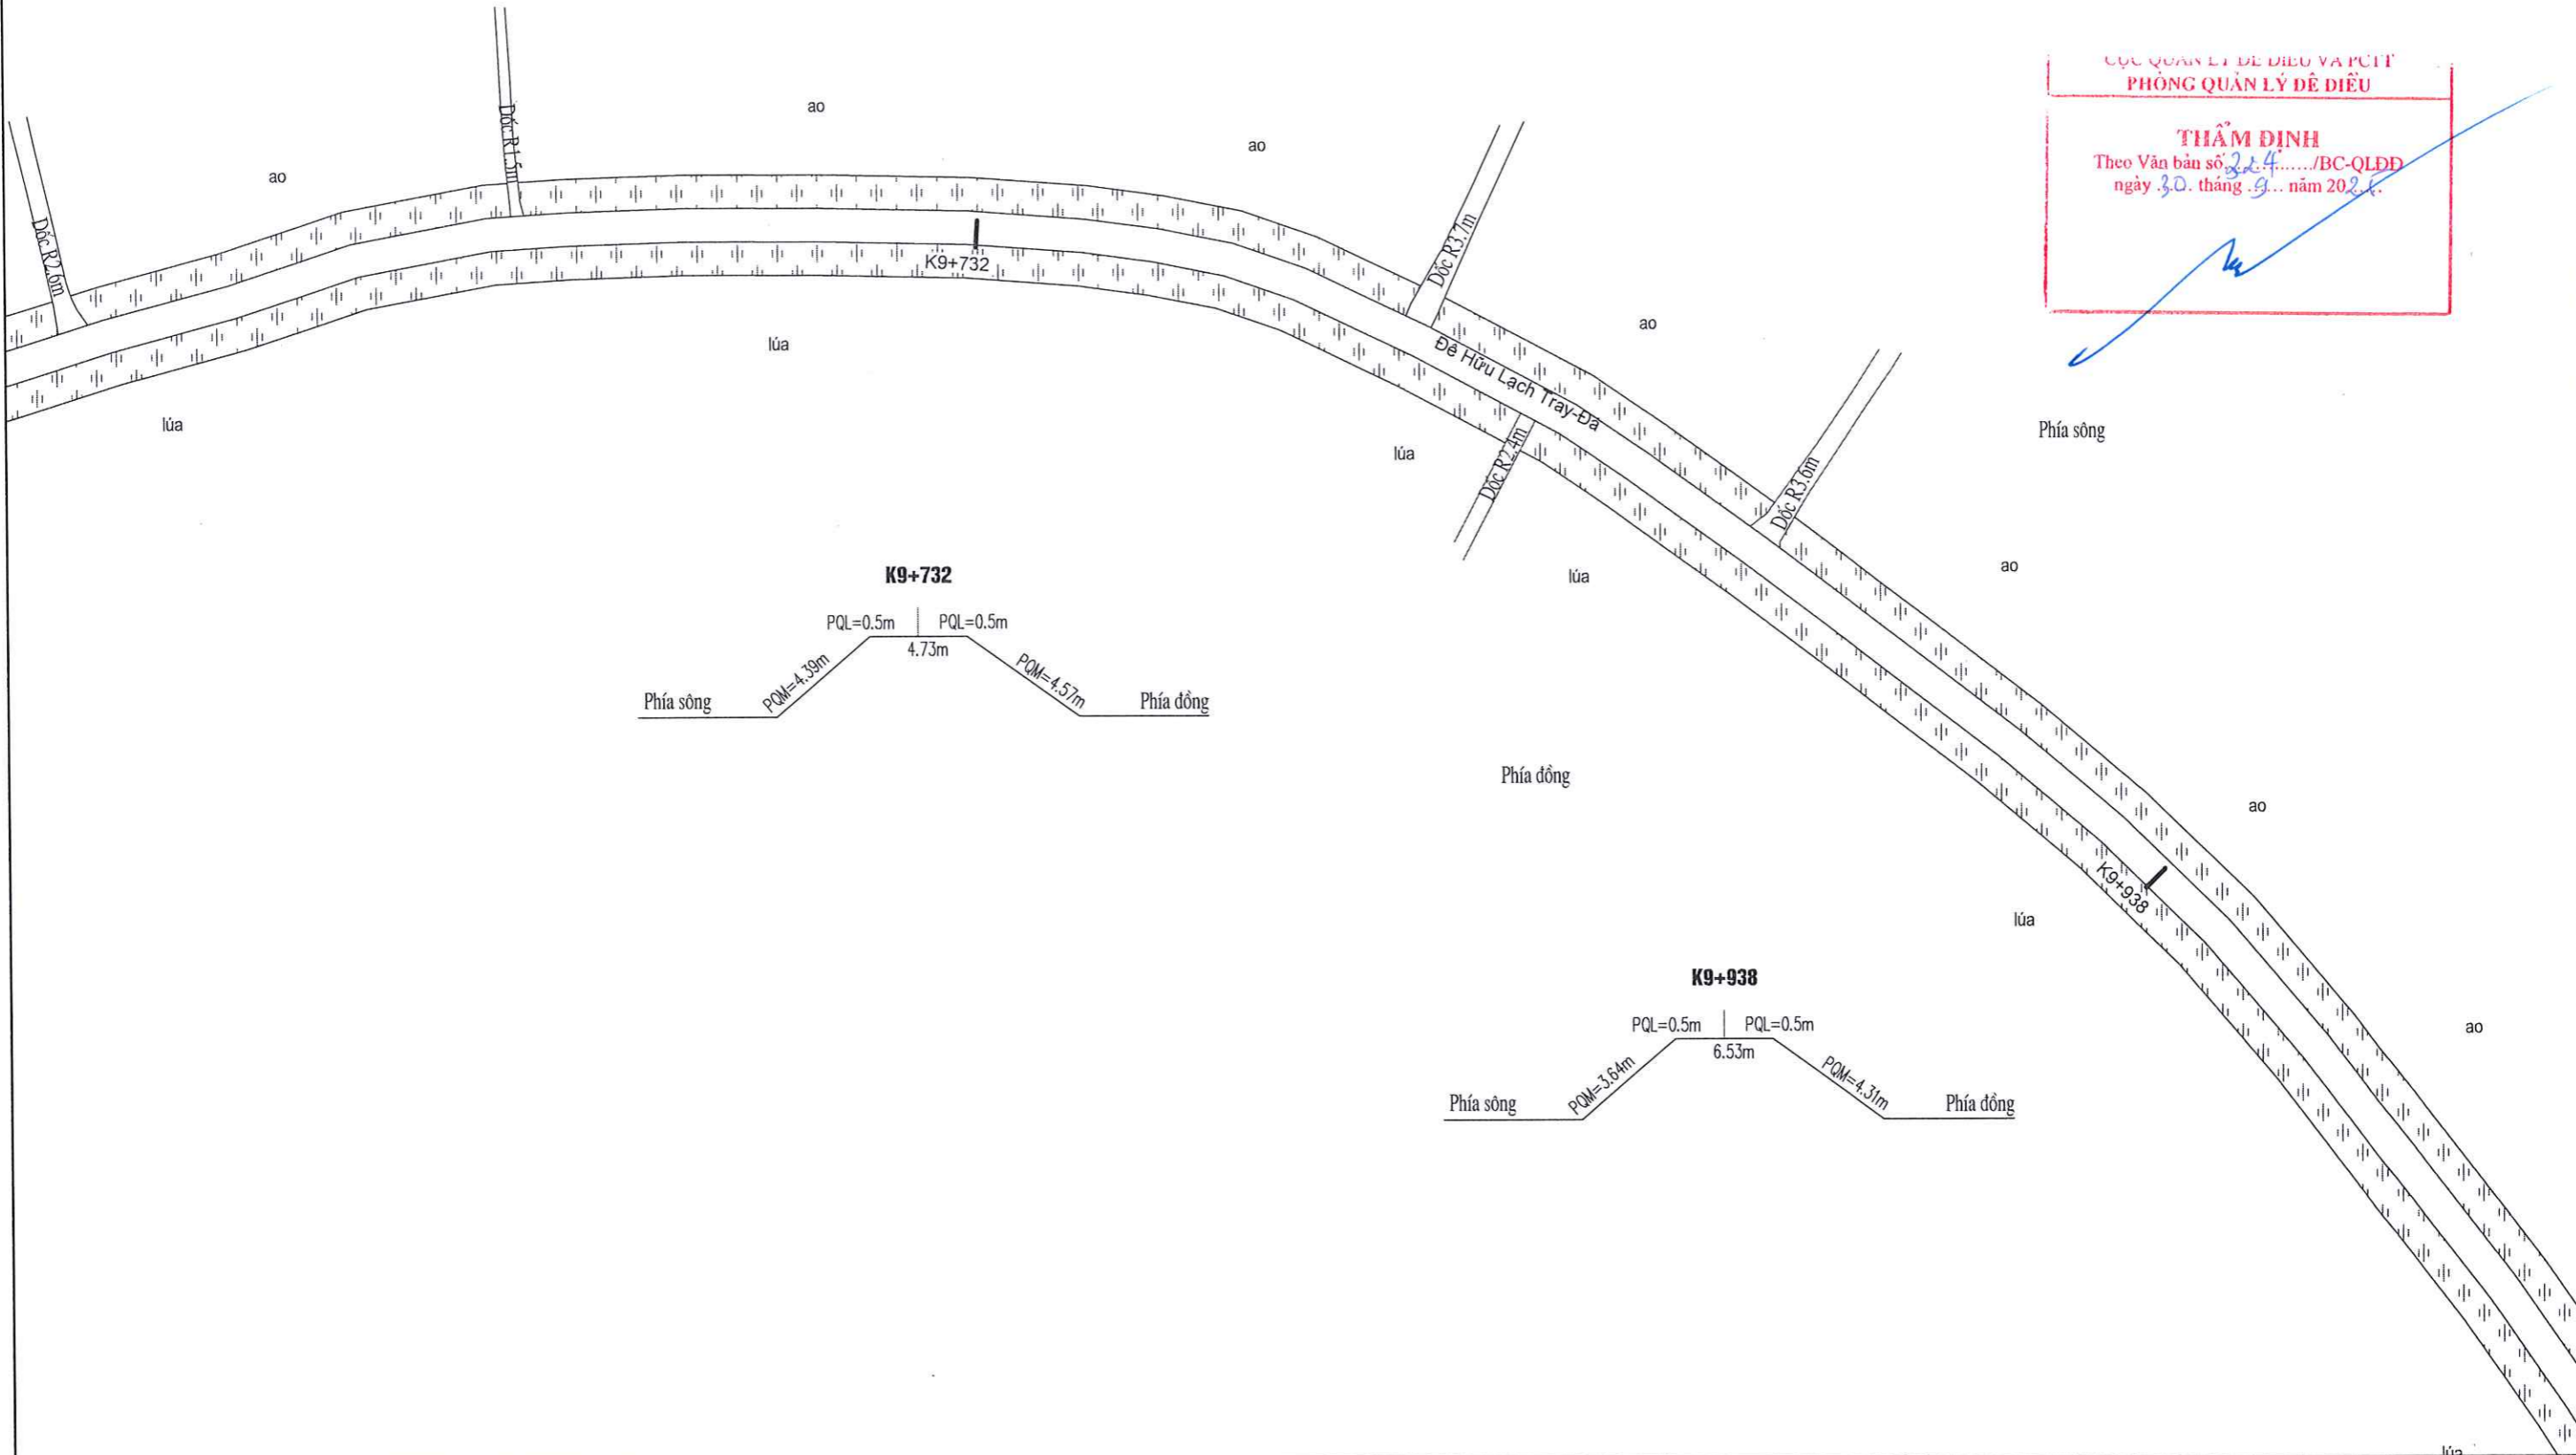 CỤC QUẢN LÝ ĐÊ ĐIỀU VÀ PCTT
PHÒNG QUẢN LÝ ĐÊ ĐIỀU
THẨM ĐỊNH
Theo Văn bản số 324 /BC-QLĐĐ
ngày 30 tháng 9 năm 202
ao
ao
ao
Dốc R1.5m
Dốc R2.6m
Dốc R3.7m
K9+732
ao
lúa
Đê Hữu Lạch Tray-Đa
lúa
lúa
Dốc R2.4m
Dốc R3.6m
Phía sông
ao
lúa
K9+732
PQL=0.5m
PQL=0.5m
4.73m
PQM=4.39m
PQM=4.57m
Phía sông
Phía đồng
Phía đồng
ao
K9+938
lúa
K9+938
PQL=0.5m
PQL=0.5m
6.53m
PQM=3.64m
PQM=4.31m
Phía sông
Phía đồng
ao
lúa